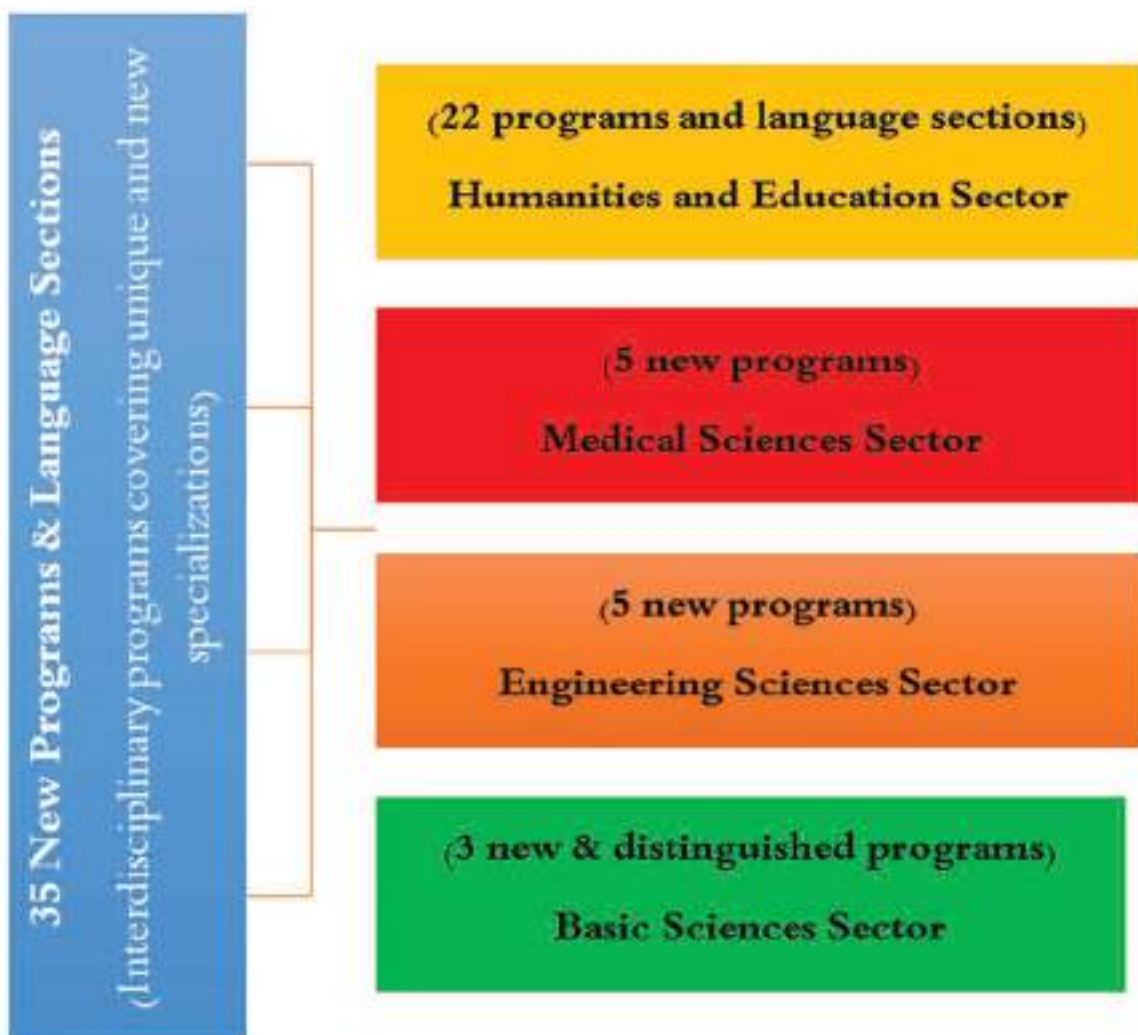 35 New Programs & Language Sections
(Interdisciplinary programs covering unique and new
specializations)
(22 programs and language sections)
Humanities and Education Sector
(5 new programs)
Medical Sciences Sector
(5 new programs)
Engineering Sciences Sector
(3 new & distinguished programs)
Basic Sciences Sector